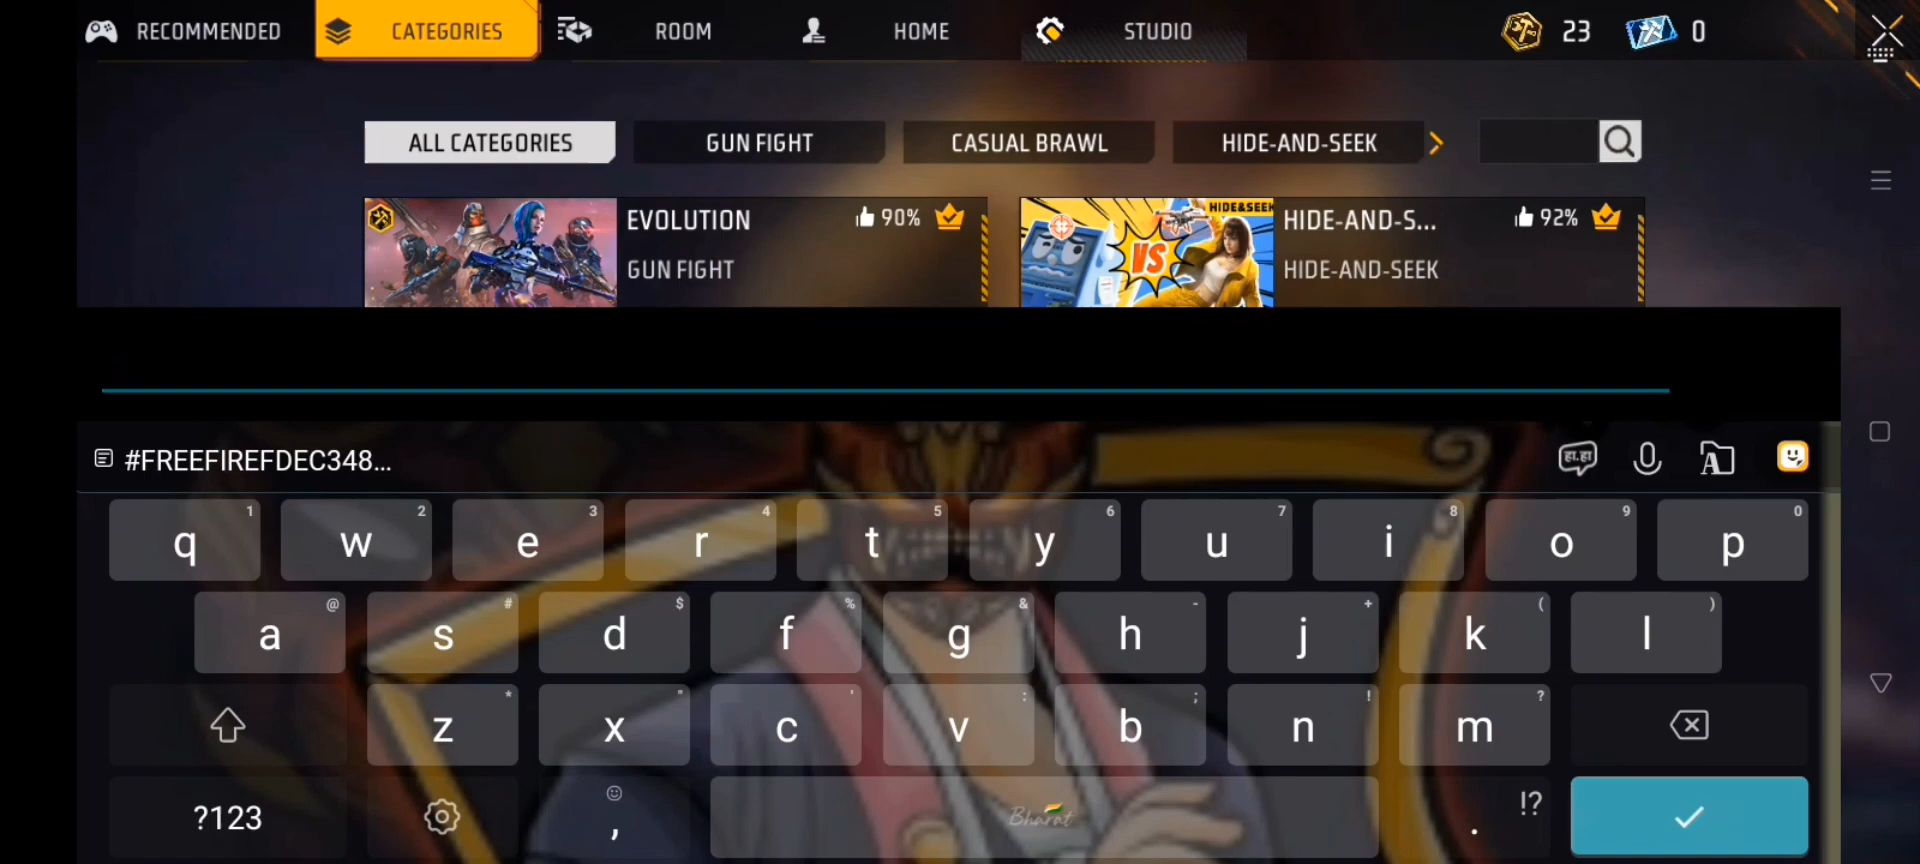 RECOMMENDED CATEGORIES ROOM HOME STUDIO 23 0
ALL CATEGORIES GUN FIGHT CASUAL BRAWL HIDE-AND-SEEK
EVOLUTION 90% VS HIDE&SEEK HIDE-AND-S... 92%
GUN FIGHT HIDE-AND-SEEK
#FREEFIREFDEC348... हा.हा A
1 2 3 4 5 6 7 8 9 0
q w e r t y u i o p
@ # $ % & - + ( )
a s d f g h j k l
* " ' : ; ! ?
z x c v b n m
?123 , Bharat . !?